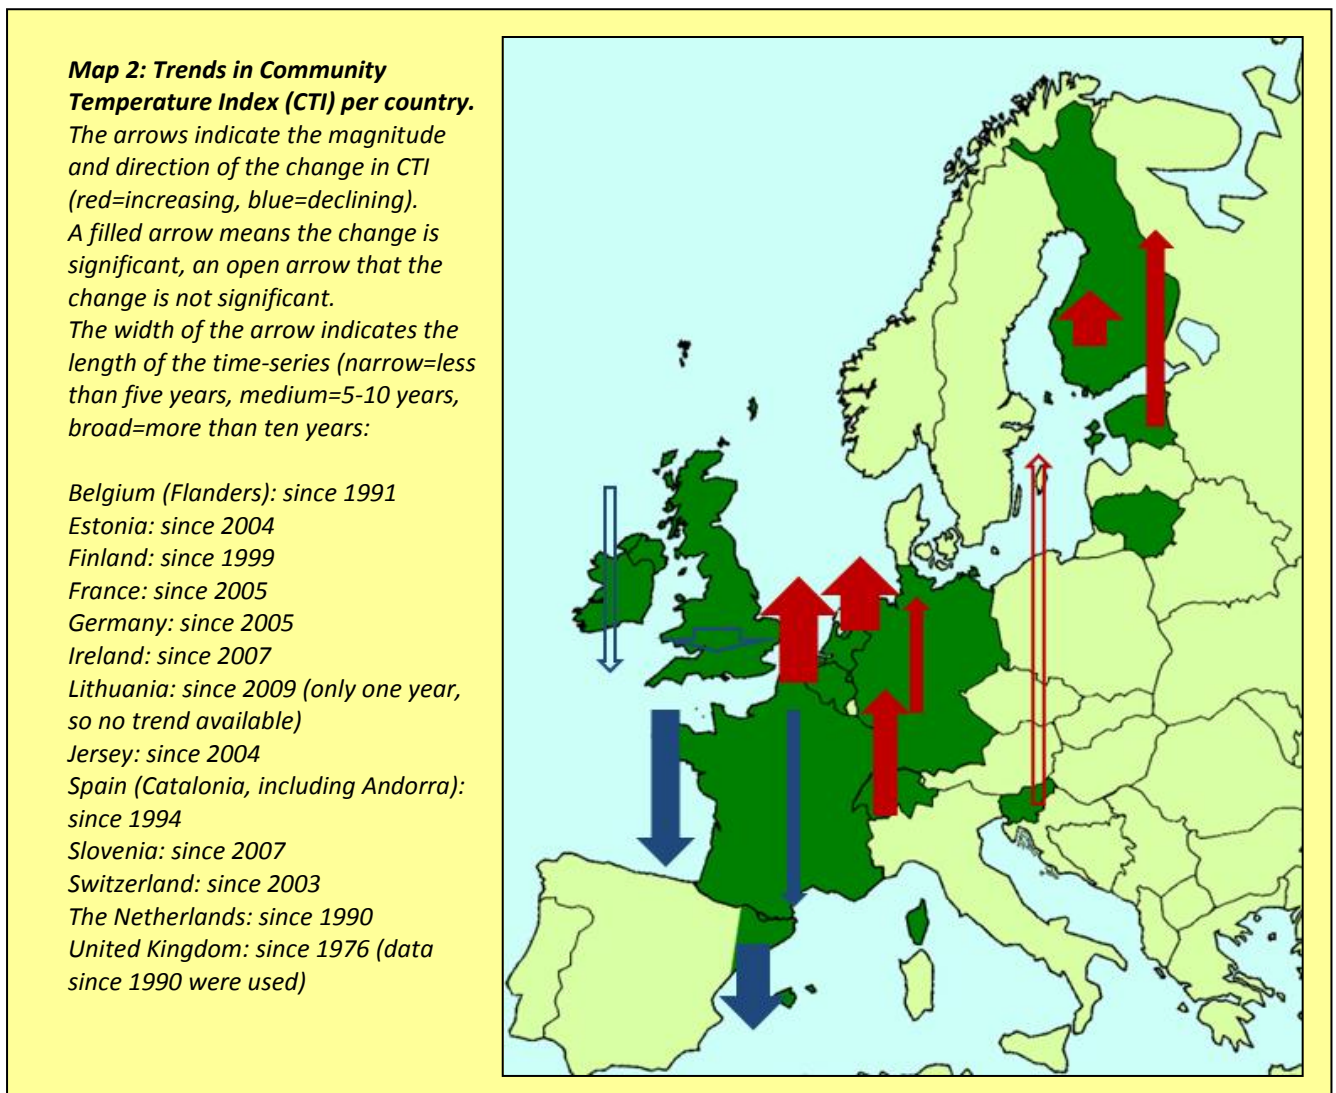 Map 2: Trends in Community
Temperature Index (CTI) per country.
The arrows indicate the magnitude
and direction of the change in CTI
(red=increasing, blue=declining).
A filled arrow means the change is
significant, an open arrow that the
change is not significant.
The width of the arrow indicates the
length of the time-series (narrow=less
than five years, medium=5-10 years,
broad=more than ten years:
Belgium (Flanders): since 1991
Estonia: since 2004
Finland: since 1999
France: since 2005
Germany: since 2005
Ireland: since 2007
Lithuania: since 2009 (only one year,
so no trend available)
Jersey: since 2004
Spain (Catalonia, including Andorra):
since 1994
Slovenia: since 2007
Switzerland: since 2003
The Netherlands: since 1990
United Kingdom: since 1976 (data
since 1990 were used)